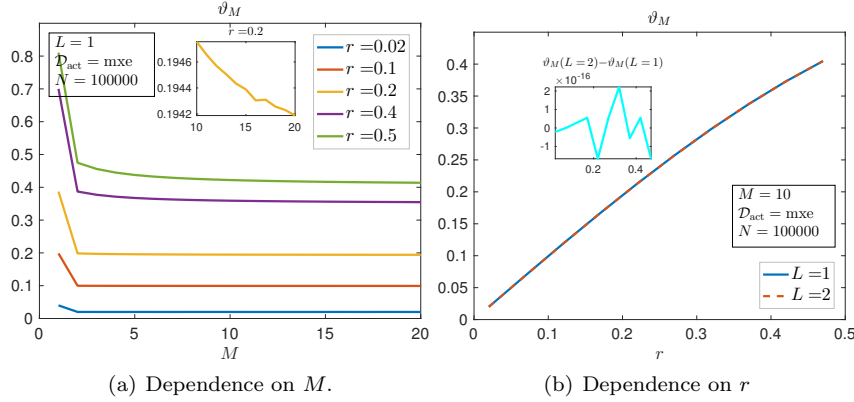 ϑ_M
0.8
0.7
0.6
0.5
0.4
0.3
0.2
0.1
0
0
5
10
15
20
M
L = 1
𝒟_act = mxe
N = 100000
r =0.2
0.1946
0.1944
0.1942
10
15
20
r =0.02
r =0.1
r =0.2
r =0.4
r =0.5
(a) Dependence on M.
ϑ_M
0.4
0.35
0.3
0.25
0.2
0.15
0.1
0.05
0
0
0.1
0.2
0.3
0.4
0.5
r
ϑ_M(L = 2)−ϑ_M(L = 1)
×10^-16
2
1
0
-1
0.2
0.4
M = 10
𝒟_act = mxe
N = 100000
L =1
L =2
(b) Dependence on r